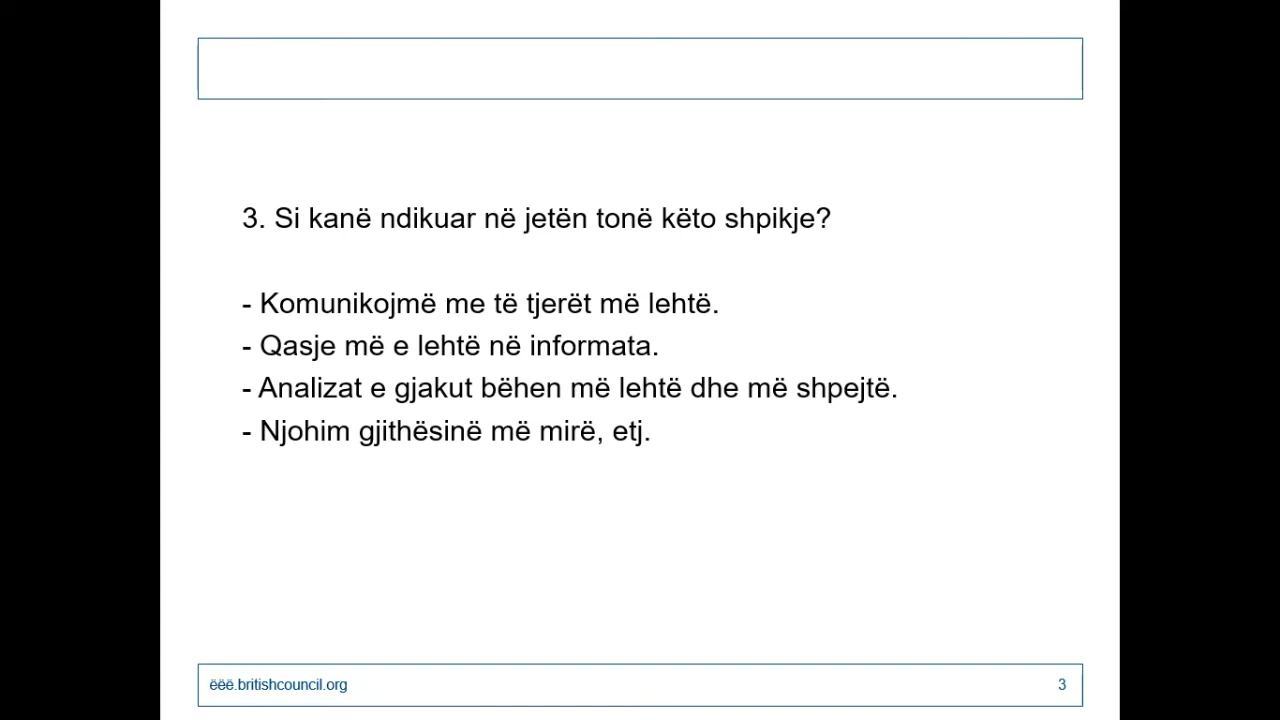 3. Si kanë ndikuar në jetën tonë këto shpikje?
- Komunikojmë me të tjerët më lehtë.
- Qasje më e lehtë në informata.
- Analizat e gjakut bëhen më lehtë dhe më shpejtë.
- Njohim gjithësinë më mirë, etj.
ëëë.britishcouncil.org 3